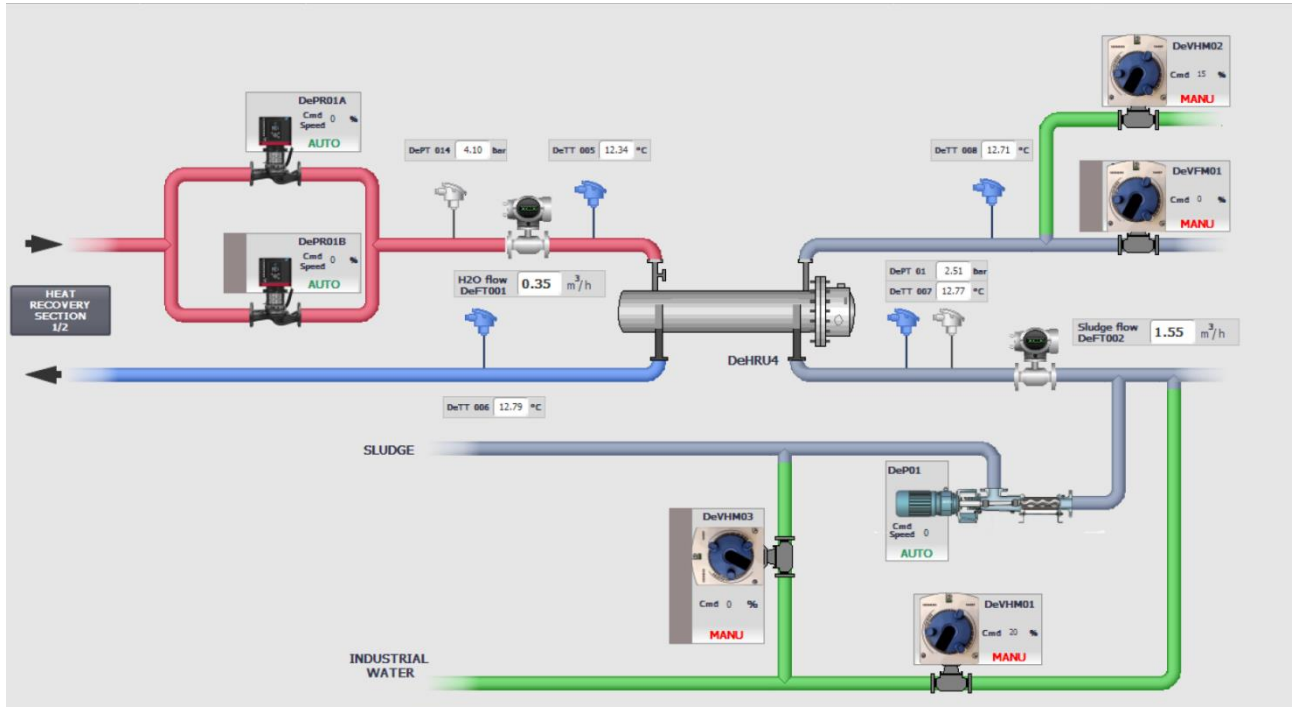 DePR01A
Cmd
Speed 0 %
AUTO
DePR01B
Cmd
Speed 0 %
AUTO
HEAT
RECOVERY
SECTION
1/2
DePT 014 4.10 bar
DeTT 005 12.34 °C
H2O flow
DeFT001 0.35 m³/h
DeTT 006 12.79 °C
DeHRU4
DeTT 008 12.71 °C
DeVHM02
Cmd 15 %
MANU
DeVFM01
Cmd 0 %
MANU
DePT 01 2.51 bar
DeTT 007 12.77 °C
Sludge flow
DeFT002 1.55 m³/h
SLUDGE
DeP01
Cmd
Speed 0
AUTO
DeVHM03
Cmd 0 %
MANU
DeVHM01
Cmd 20 %
MANU
INDUSTRIAL
WATER